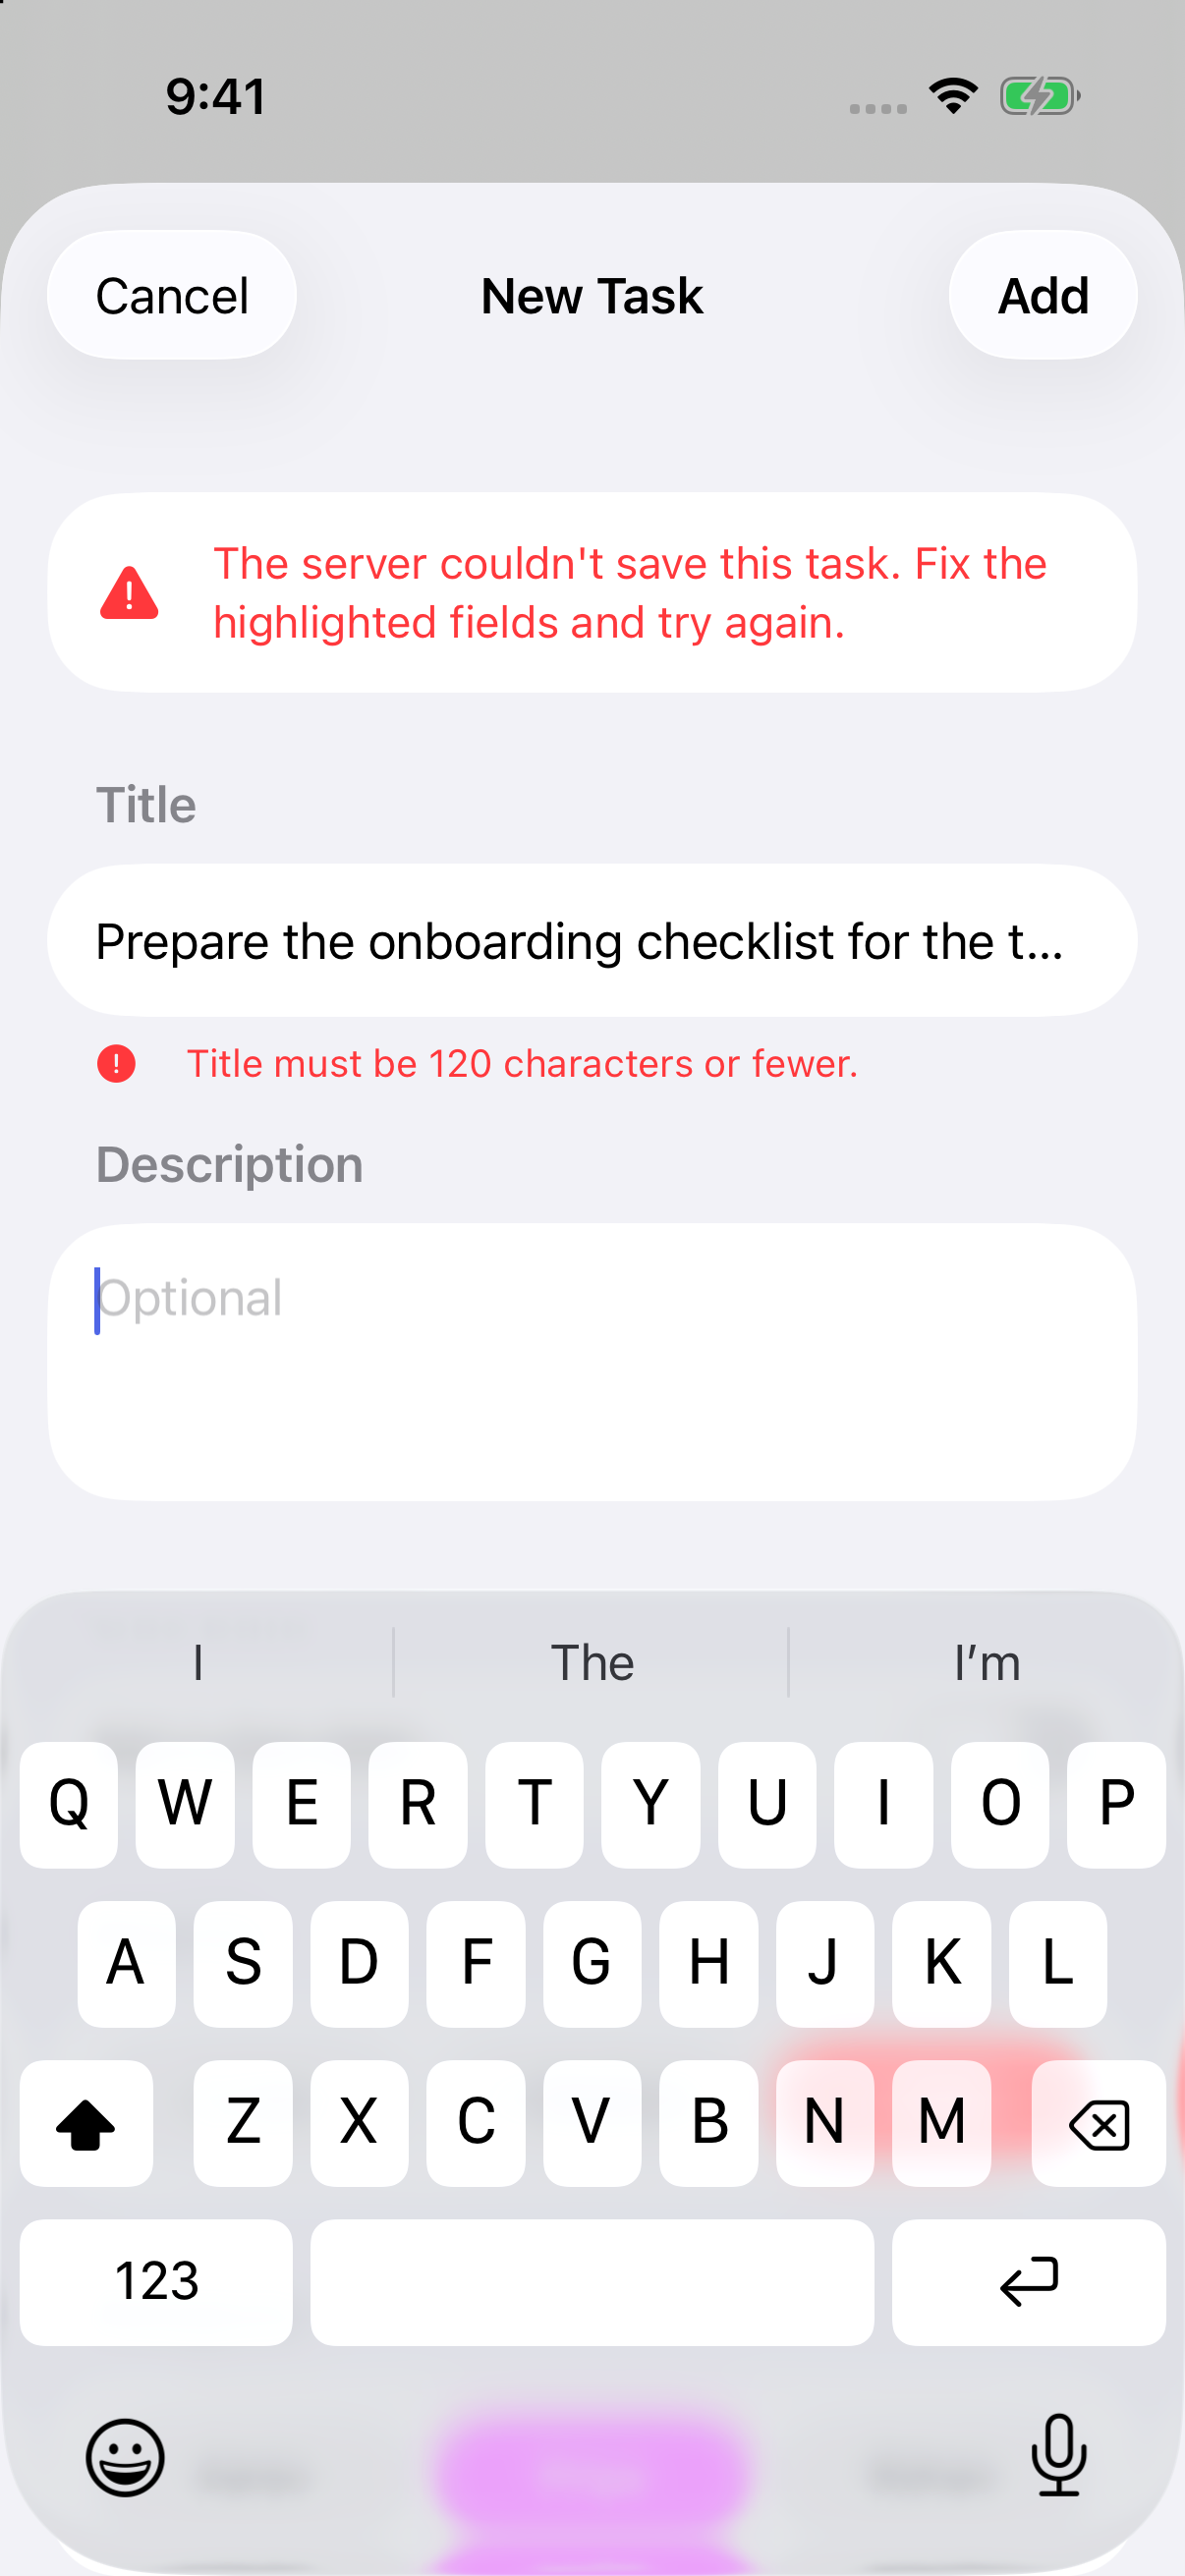 9:41
Cancel New Task Add
The server couldn't save this task. Fix the
highlighted fields and try again.
Title
Prepare the onboarding checklist for the t...
Title must be 120 characters or fewer.
Description
Optional
I The I’m
Q W E R T Y U I O P
A S D F G H J K L
Z X C V B N M
123